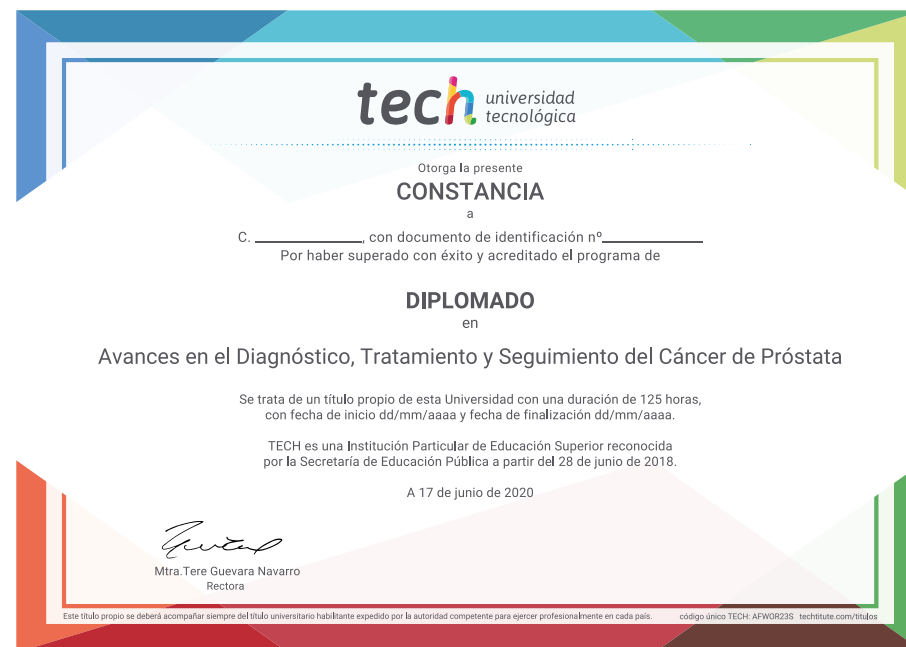 tech universidad
tecnológica
Otorga la presente
CONSTANCIA
a
C. ____________, con documento de identificación nº____________
Por haber superado con éxito y acreditado el programa de
DIPLOMADO
en
Avances en el Diagnóstico, Tratamiento y Seguimiento del Cáncer de Próstata
Se trata de un título propio de esta Universidad con una duración de 125 horas,
con fecha de inicio dd/mm/aaaa y fecha de finalización dd/mm/aaaa.
TECH es una Institución Particular de Educación Superior reconocida
por la Secretaría de Educación Pública a partir del 28 de junio de 2018.
A 17 de junio de 2020
Mtra.Tere Guevara Navarro
Rectora
Este título propio se deberá acompañar siempre del título universitario habilitante expedido por la autoridad competente para ejercer profesionalmente en cada país. código único TECH: AFWOR23S techtitute.com/titulos